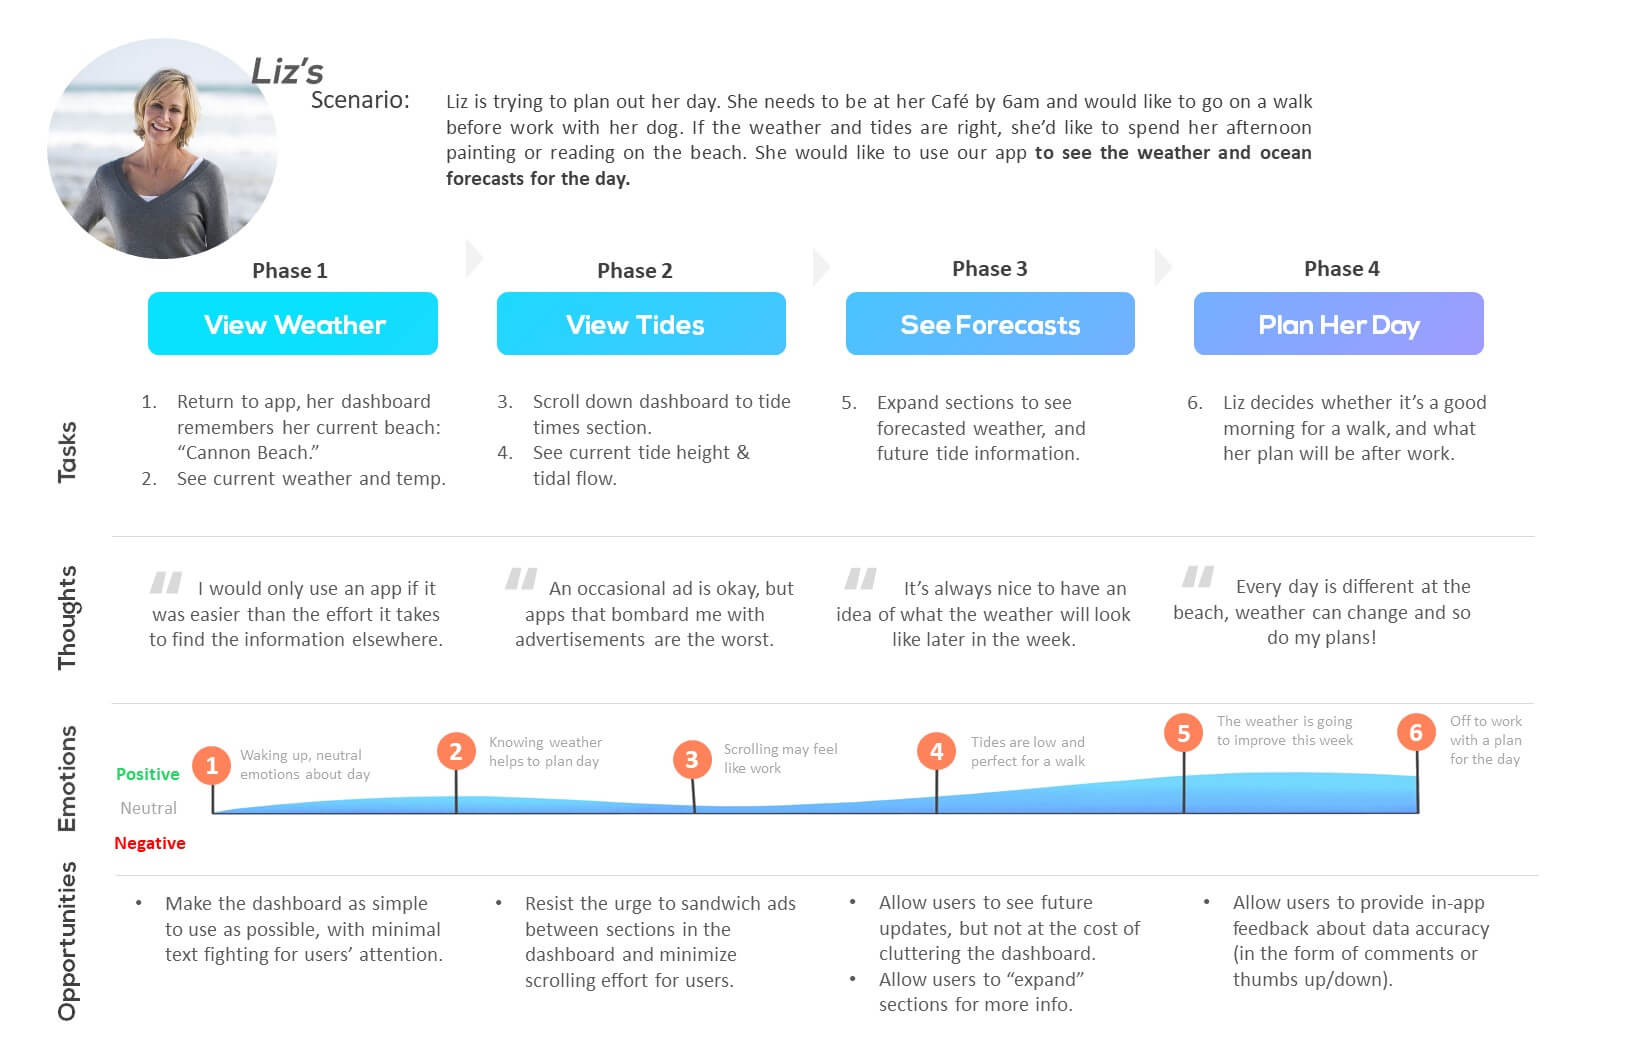 Liz's
Scenario:
Liz is trying to plan out her day. She needs to be at her Café by 6am and would like to go on a walk
before work with her dog. If the weather and tides are right, she'd like to spend her afternoon
painting or reading on the beach. She would like to use our app to see the weather and ocean
forecasts for the day.
Phase 1
Phase 2
Phase 3
Phase 4
View Weather
View Tides
See Forecasts
Plan Her Day
Tasks
1. Return to app, her dashboard
remembers her current beach:
“Cannon Beach.”
2. See current weather and temp.
3. Scroll down dashboard to tide
times section.
4. See current tide height &
tidal flow.
5. Expand sections to see
forecasted weather, and
future tide information.
6. Liz decides whether it's a good
morning for a walk, and what
her plan will be after work.
Thoughts
" I would only use an app if it
was easier than the effort it takes
to find the information elsewhere.
" An occasional ad is okay, but
apps that bombard me with
advertisements are the worst.
" It's always nice to have an
idea of what the weather will look
like later in the week.
" Every day is different at the
beach, weather can change and so
do my plans!
Emotions
Positive
Neutral
Negative
1
Waking up, neutral
emotions about day
2
Knowing weather
helps to plan day
3
Scrolling may feel
like work
4
Tides are low and
perfect for a walk
5
The weather is going
to improve this week
6
Off to work
with a plan
for the day
Opportunities
• Make the dashboard as simple
to use as possible, with minimal
text fighting for users' attention.
• Resist the urge to sandwich ads
between sections in the
dashboard and minimize
scrolling effort for users.
• Allow users to see future
updates, but not at the cost of
cluttering the dashboard.
• Allow users to “expand”
sections for more info.
• Allow users to provide in-app
feedback about data accuracy
(in the form of comments or
thumbs up/down).